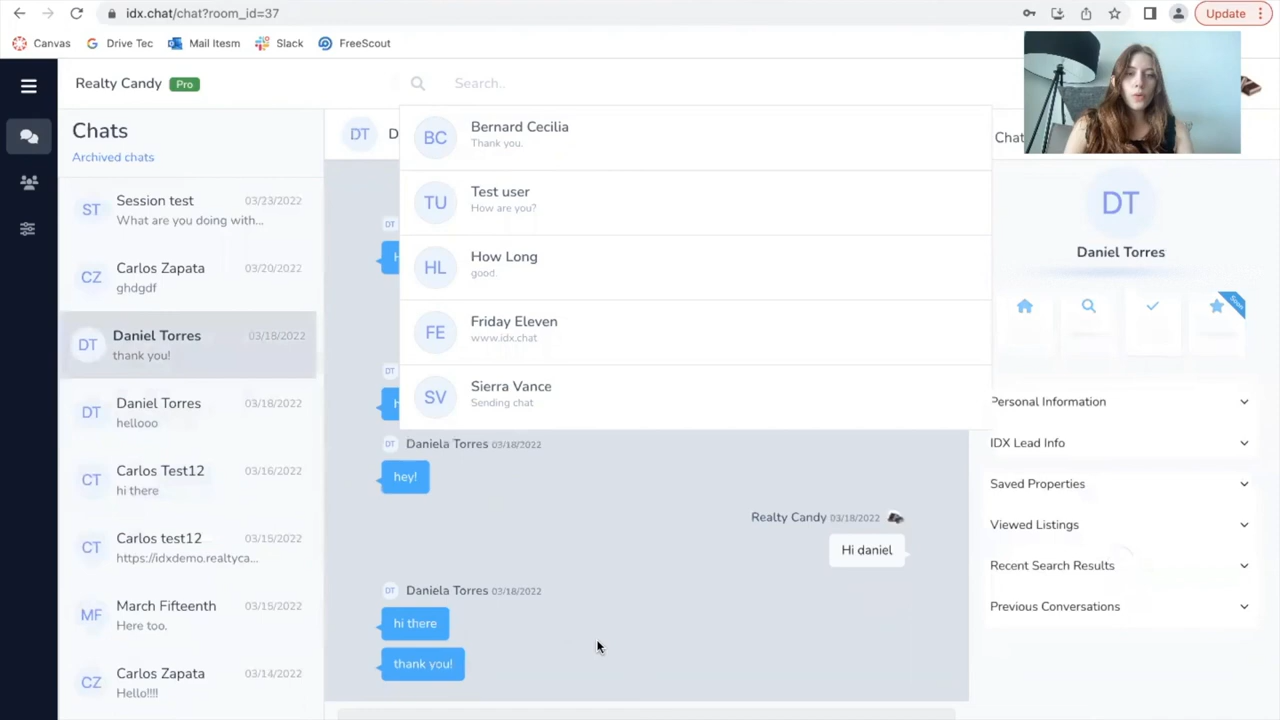 idx.chat/chat?room_id=37
Update
Canvas
Drive Tec
Mail Itesm
Slack
FreeScout
Realty Candy
Pro
Search..
Chats
Archived chats
ST
Session test
03/23/2022
What are you doing with...
CZ
Carlos Zapata
03/20/2022
ghdgdf
DT
Daniel Torres
03/18/2022
thank you!
DT
Daniel Torres
03/18/2022
hellooo
CT
Carlos Test12
03/16/2022
hi there
CT
Carlos test12
03/15/2022
https://idxdemo.realtyca...
MF
March Fifteenth
03/15/2022
Here too.
CZ
Carlos Zapata
03/14/2022
Hello!!!!
DT
D
BC
Bernard Cecilia
Thank you.
TU
Test user
How are you?
HL
How Long
good.
FE
Friday Eleven
www.idx.chat
SV
Sierra Vance
Sending chat
DT
H
DT
h
DT
Daniela Torres 03/18/2022
hey!
Realty Candy 03/18/2022
Hi daniel
DT
Daniela Torres 03/18/2022
hi there
thank you!
Chat
DT
Daniel Torres
Soon
Personal Information
IDX Lead Info
Saved Properties
Viewed Listings
Recent Search Results
Previous Conversations